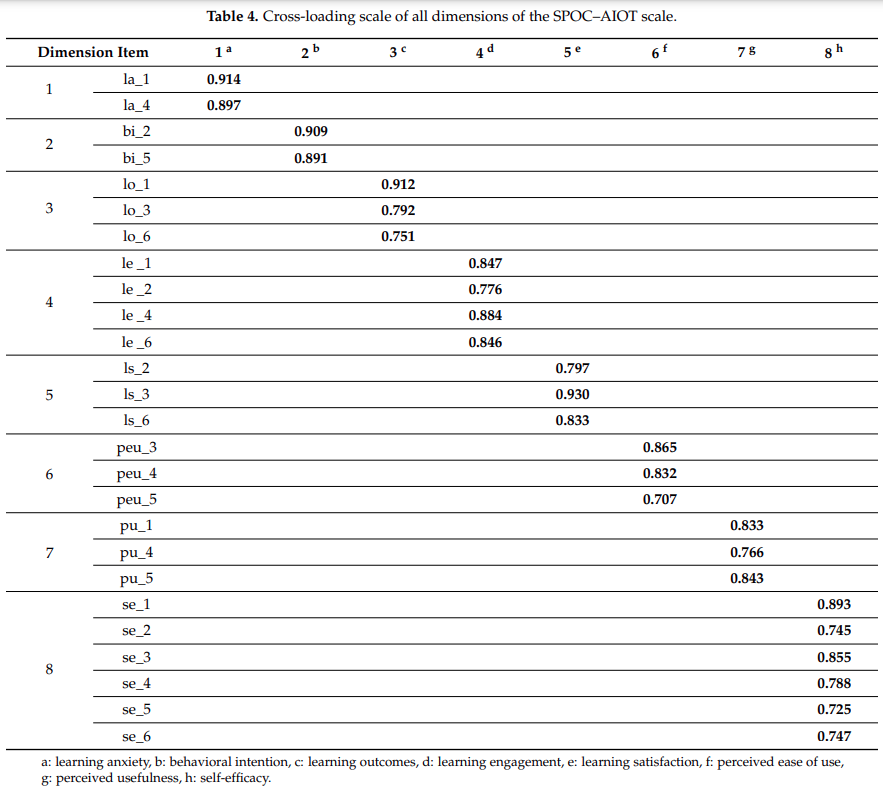 Table 4. Cross-loading scale of all dimensions of the SPOC–AIOT scale.
Dimension Item 1 a 2 b 3 c 4 d 5 e 6 f 7 g 8 h
1
la_1 0.914
la_4 0.897
2
bi_2 0.909
bi_5 0.891
3
lo_1 0.912
lo_3 0.792
lo_6 0.751
4
le _1 0.847
le _2 0.776
le _4 0.884
le _6 0.846
5
ls_2 0.797
ls_3 0.930
ls_6 0.833
6
peu_3 0.865
peu_4 0.832
peu_5 0.707
7
pu_1 0.833
pu_4 0.766
pu_5 0.843
8
se_1 0.893
se_2 0.745
se_3 0.855
se_4 0.788
se_5 0.725
se_6 0.747
a: learning anxiety, b: behavioral intention, c: learning outcomes, d: learning engagement, e: learning satisfaction, f: perceived ease of use,
g: perceived usefulness, h: self-efficacy.